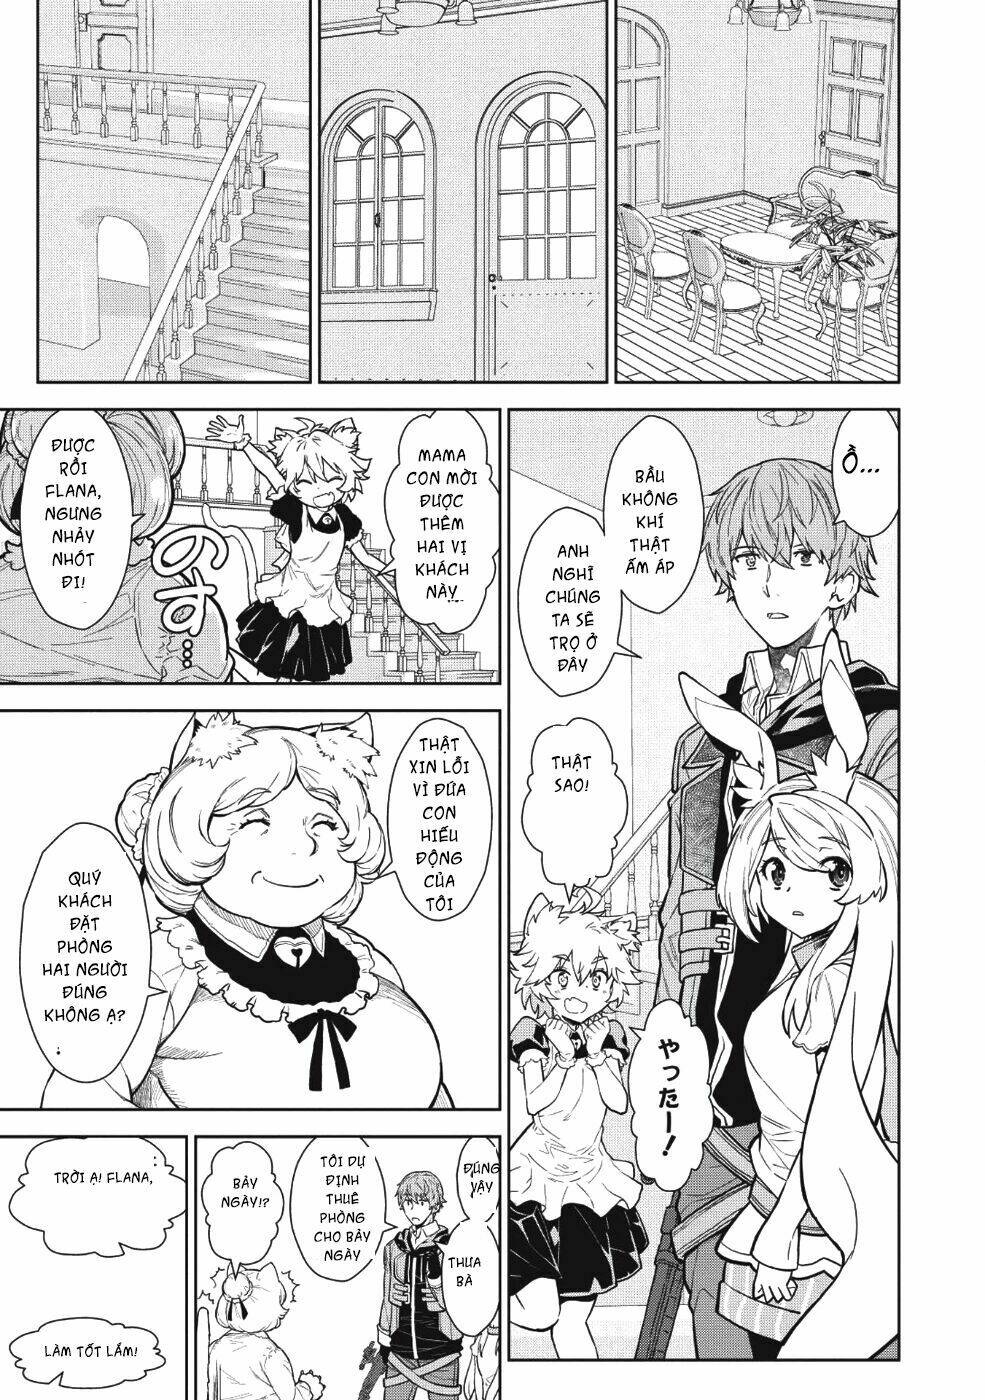 Ồ...
BẦU
KHÔNG
KHÍ
THẬT
ẤM ÁP
ANH
NGHĨ
CHÚNG
TA SẼ
TRỌ Ở
ĐÂY
THẬT
SAO!
やったー!
MAMA
CON MỜI
ĐƯỢC
THÊM
HAI VỊ
KHÁCH
NÀY...
ĐƯỢC
RỒI
FLANA,
NGƯNG
NHẢY
NHÓT
ĐI!
のす...
THẬT
XIN LỖI
VÌ ĐỨA
CON
HIẾU
ĐỘNG
CỦA
TÔI
QUÝ
KHÁCH
ĐẶT
PHÒNG
HAI NGƯỜI
ĐÚNG
KHÔNG Ạ?
ĐÚNG
VẬY
THƯA
BÀ
TÔI DỰ
ĐỊNH
THUÊ
PHÒNG
CHO BẢY
NGÀY
BẢY
NGÀY!?
TRỜI Ạ! FLANA,
LÀM TỐT LẮM!